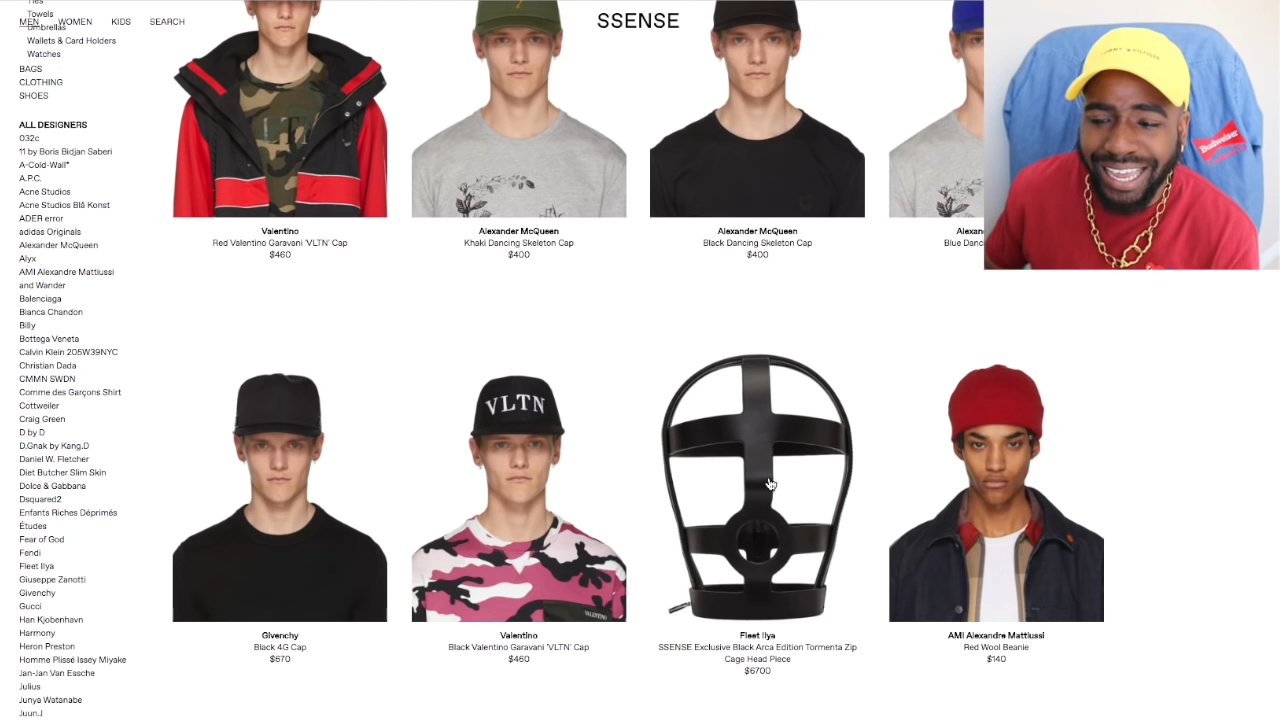 Ties
Towels
Umbrellas
Wallets & Card Holders
Watches
BAGS
CLOTHING
SHOES
MEN
WOMEN
KIDS
SEARCH
SSENSE
ALL DESIGNERS
032c
11 by Boris Bidjan Saberi
A-Cold-Wall*
A.P.C.
Acne Studios
Acne Studios Blå Konst
ADER error
adidas Originals
Alexander McQueen
Alyx
AMI Alexandre Mattiussi
and Wander
Balenciaga
Bianca Chandon
Billy
Bottega Veneta
Calvin Klein 205W39NYC
Christian Dada
CMMN SWDN
Comme des Garçons Shirt
Cottweiler
Craig Green
D by D
D.Gnak by Kang.D
Daniel W. Fletcher
Diet Butcher Slim Skin
Dolce & Gabbana
Dsquared2
Enfants Riches Déprimés
Études
Fear of God
Fendi
Fleet Ilya
Giuseppe Zanotti
Givenchy
Gucci
Han Kjobenhavn
Harmony
Heron Preston
Homme Plissé Issey Miyake
Jan-Jan Van Essche
Julius
Junya Watanabe
Juun.J
Valentino
Red Valentino Garavani 'VLTN' Cap
$460
Alexander McQueen
Khaki Dancing Skeleton Cap
$400
Alexander McQueen
Black Dancing Skeleton Cap
$400
Alexan
Blue Danc
TOMMY HILFIGER
Budweiser
VLTN
VALENTINO
Givenchy
Black 4G Cap
$670
Valentino
Black Valentino Garavani 'VLTN' Cap
$460
Fleet Ilya
SSENSE Exclusive Black Arca Edition Tormenta Zip
Cage Head Piece
$6700
AMI Alexandre Mattiussi
Red Wool Beanie
$140